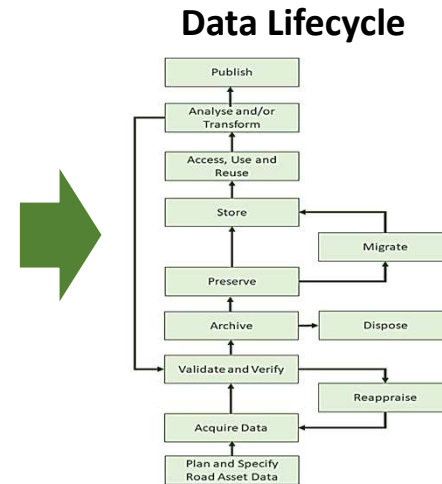 Data Lifecycle
Publish
Analyse and/or
Transform
Access, Use and
Reuse
Store
Migrate
Preserve
Archive
Dispose
Validate and Verify
Reappraise
Acquire Data
Plan and Specify
Road Asset Data